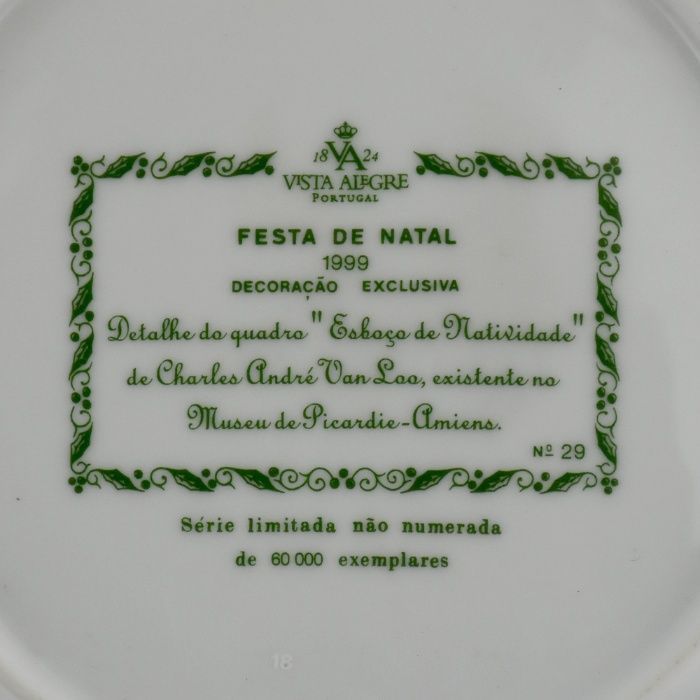 18 VA 24
VISTA ALEGRE
PORTUGAL
FESTA DE NATAL
1999
DECORAÇÃO EXCLUSIVA
Detalhe do quadro "Esboço de Natividade"
de Charles André Van Loo, existente no
Museu de Picardie-Amiens.
Nº 29
Série limitada não numerada
de 60 000 exemplares
18